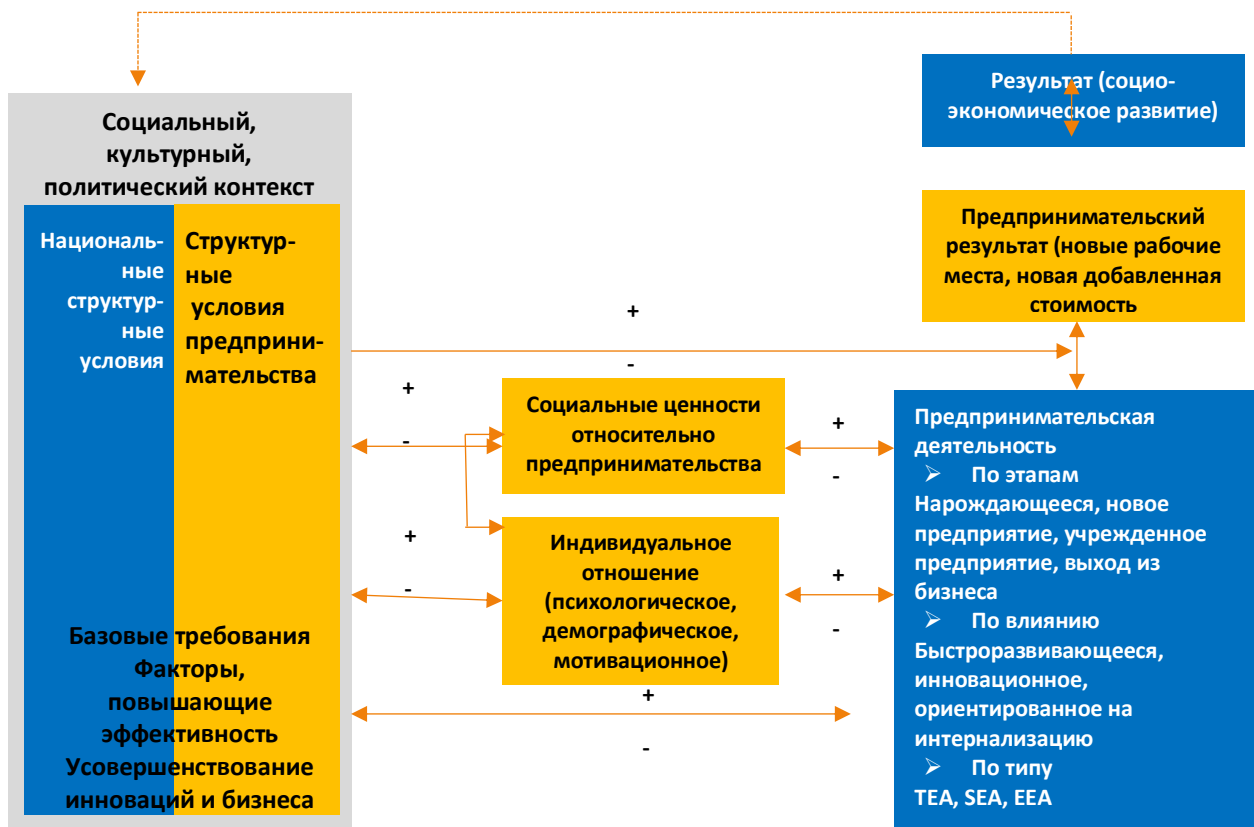 Результат (социо-
экономическое развитие)
Социальный,
культурный,
политический контекст
Националь-
ные
структур-
ные
условия
Структур-
ные
условия
предприни-
мательства
Базовые требования
Факторы,
повышающие
эффективность
Усовершенствование
инноваций и бизнеса
Предпринимательский
результат (новые рабочие
места, новая добавленная
стоимость
+
-
+
-
Социальные ценности
относительно
предпринимательства
+
-
+
-
Индивидуальное
отношение
(психологическое,
демографическое,
мотивационное)
+
-
+
-
Предпринимательская
деятельность
➢ По этапам
Нарождающееся, новое
предприятие, учрежденное
предприятие, выход из
бизнеса
➢ По влиянию
Быстроразвивающееся,
инновационное,
ориентированное на
интернализацию
➢ По типу
TEA, SEA, EEA